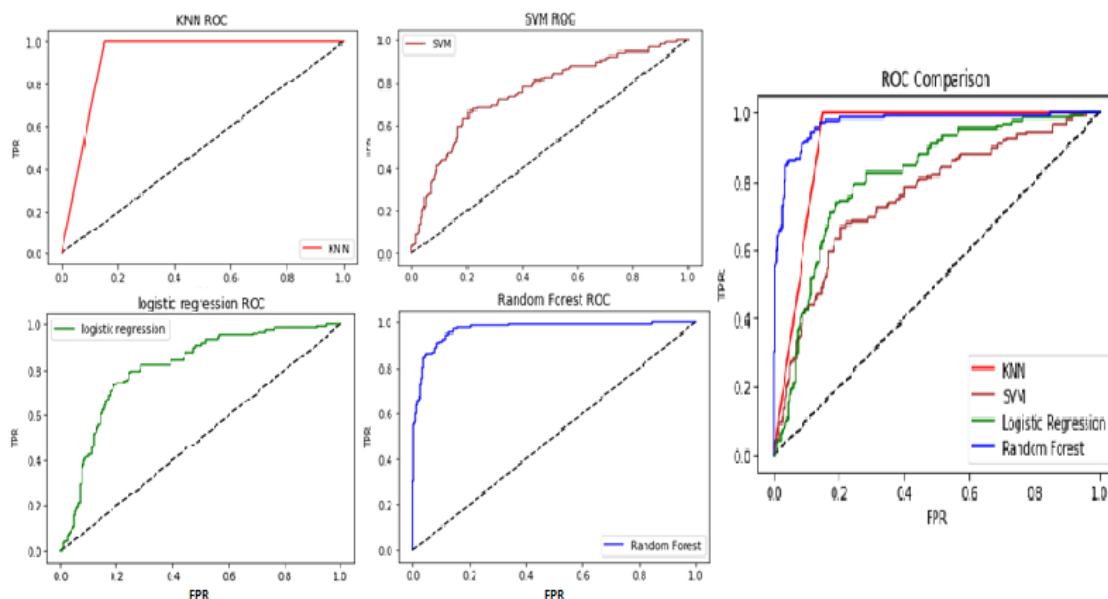 KNN ROC
1.0
0.8
0.6
0.4
0.2
0.0
TPR
0.0 0.2 0.4 0.6 0.8 1.0
KNN
SVM ROC
1.0
0.8
0.6
0.4
0.2
0.0
0.0 0.2 0.4 0.6 0.8 1.0
SVM
logistic regression ROC
1.0
0.8
0.6
0.4
0.2
0.0
TPR
logistic regression
0.0 0.2 0.4 0.6 0.8 1.0
FPR
Random Forest ROC
1.0
0.8
0.6
0.4
0.2
0.0
TPR
Random Forest
0.0 0.2 0.4 0.6 0.8 1.0
FPR
ROC Comparison
1.0
0.8
0.6
0.4
0.2
0.0
TPR
KNN
SVM
Logistic Regression
Random Forest
0.0 0.2 0.4 0.6 0.8 1.0
FPR